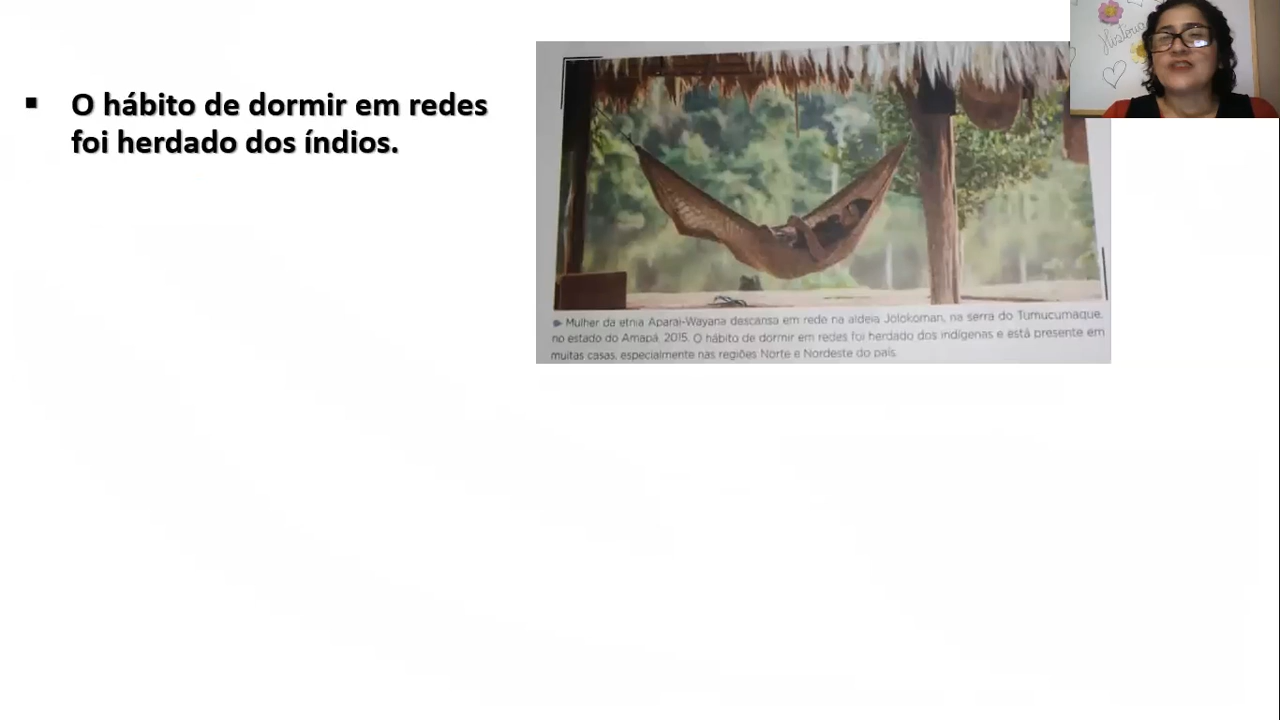 ▪ O hábito de dormir em redes
foi herdado dos índios.
História
Mulher da etnia Aparai-Wayana descansa em rede na aldeia Jolokoman, na serra do Tumucumaque,
no estado do Amapá, 2015. O hábito de dormir em redes foi herdado dos indígenas e está presente em
muitas casas, especialmente nas regiões Norte e Nordeste do país.